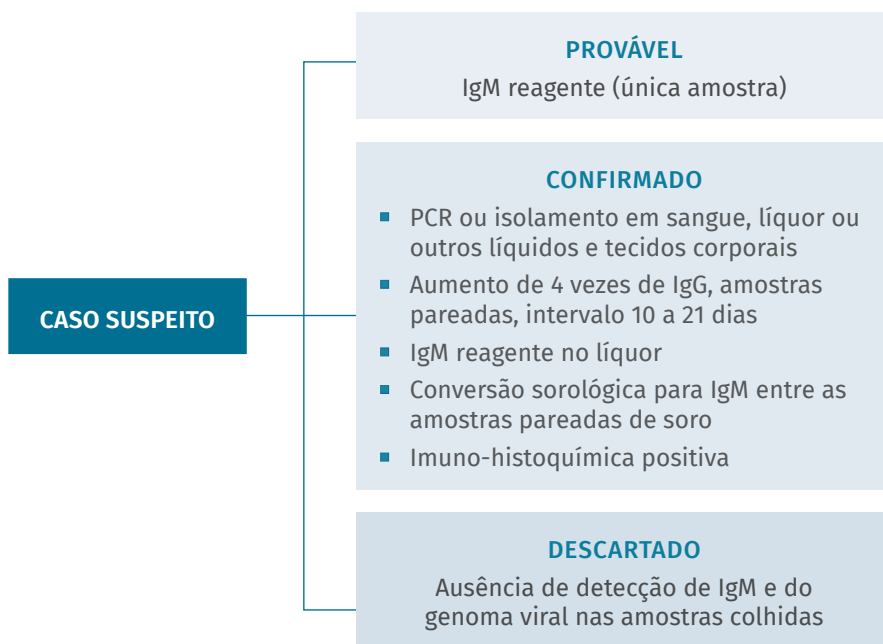 PROVÁVEL
IgM reagente (única amostra)
CONFIRMADO
▪ PCR ou isolamento em sangue, líquor ou
outros líquidos e tecidos corporais
▪ Aumento de 4 vezes de IgG, amostras
pareadas, intervalo 10 a 21 dias
▪ IgM reagente no líquor
▪ Conversão sorológica para IgM entre as
amostras pareadas de soro
▪ Imuno-histoquímica positiva
CASO SUSPEITO
DESCARTADO
Ausência de detecção de IgM e do
genoma viral nas amostras colhidas